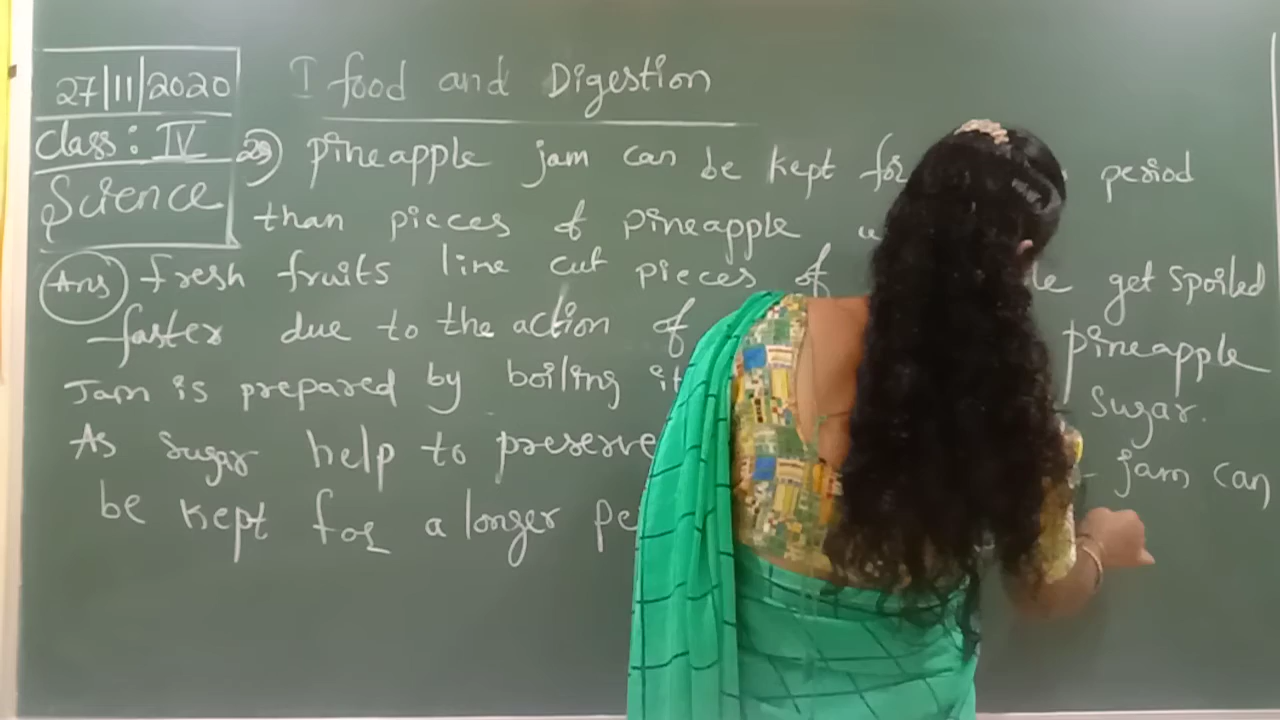 27/11/2020
Class: IV
Science
I food and Digestion
2) pineapple jam can be kept for period
than pieces of pineapple
Ans fresh fruits line cut pieces of get spoiled
faster due to the action of pineapple
Jam is prepared by boiling it Sugar.
As sugar help to preserve jam can
be kept for a longer pe